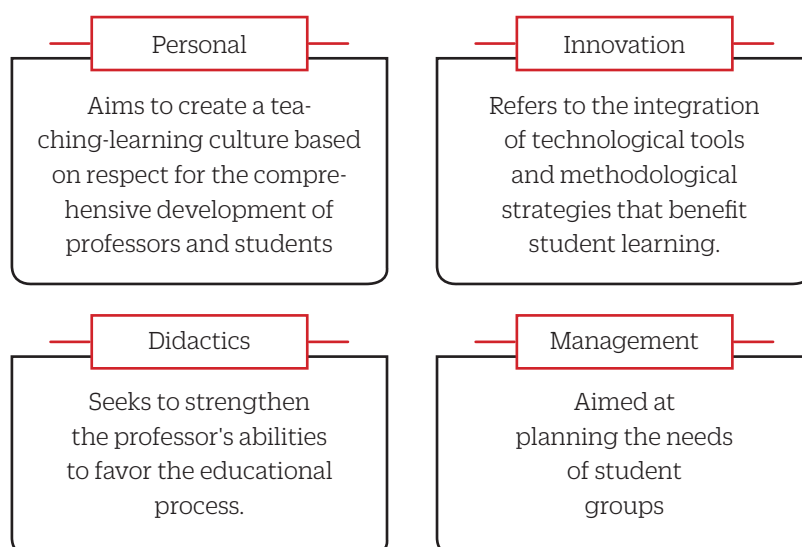 Personal
Aims to create a tea-
ching-learning culture based
on respect for the compre-
hensive development of
professors and students
Innovation
Refers to the integration
of technological tools
and methodological
strategies that benefit
student learning.
Didactics
Seeks to strengthen
the professor's abilities
to favor the educational
process.
Management
Aimed at
planning the needs
of student
groups